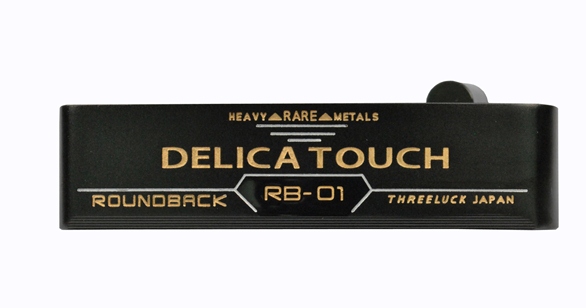 HEAVY▲RARE▲METALS
DELICA TOUCH
ROUNDBACK
RB-01
THREELUCK JAPAN